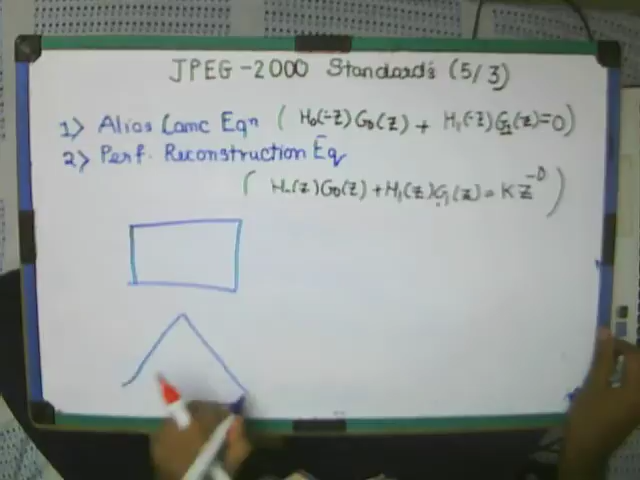 JPEG-2000 Standards (5/3)
1) Alias Canc Eqn ( H₀(-Z)G₀(Z) + H₁(-Z)G₁(Z)=0)
2) Perf. Reconstruction Eq
( H₀(Z)G₀(Z) + H₁(Z)G₁(Z) = KZ⁻ᴰ )